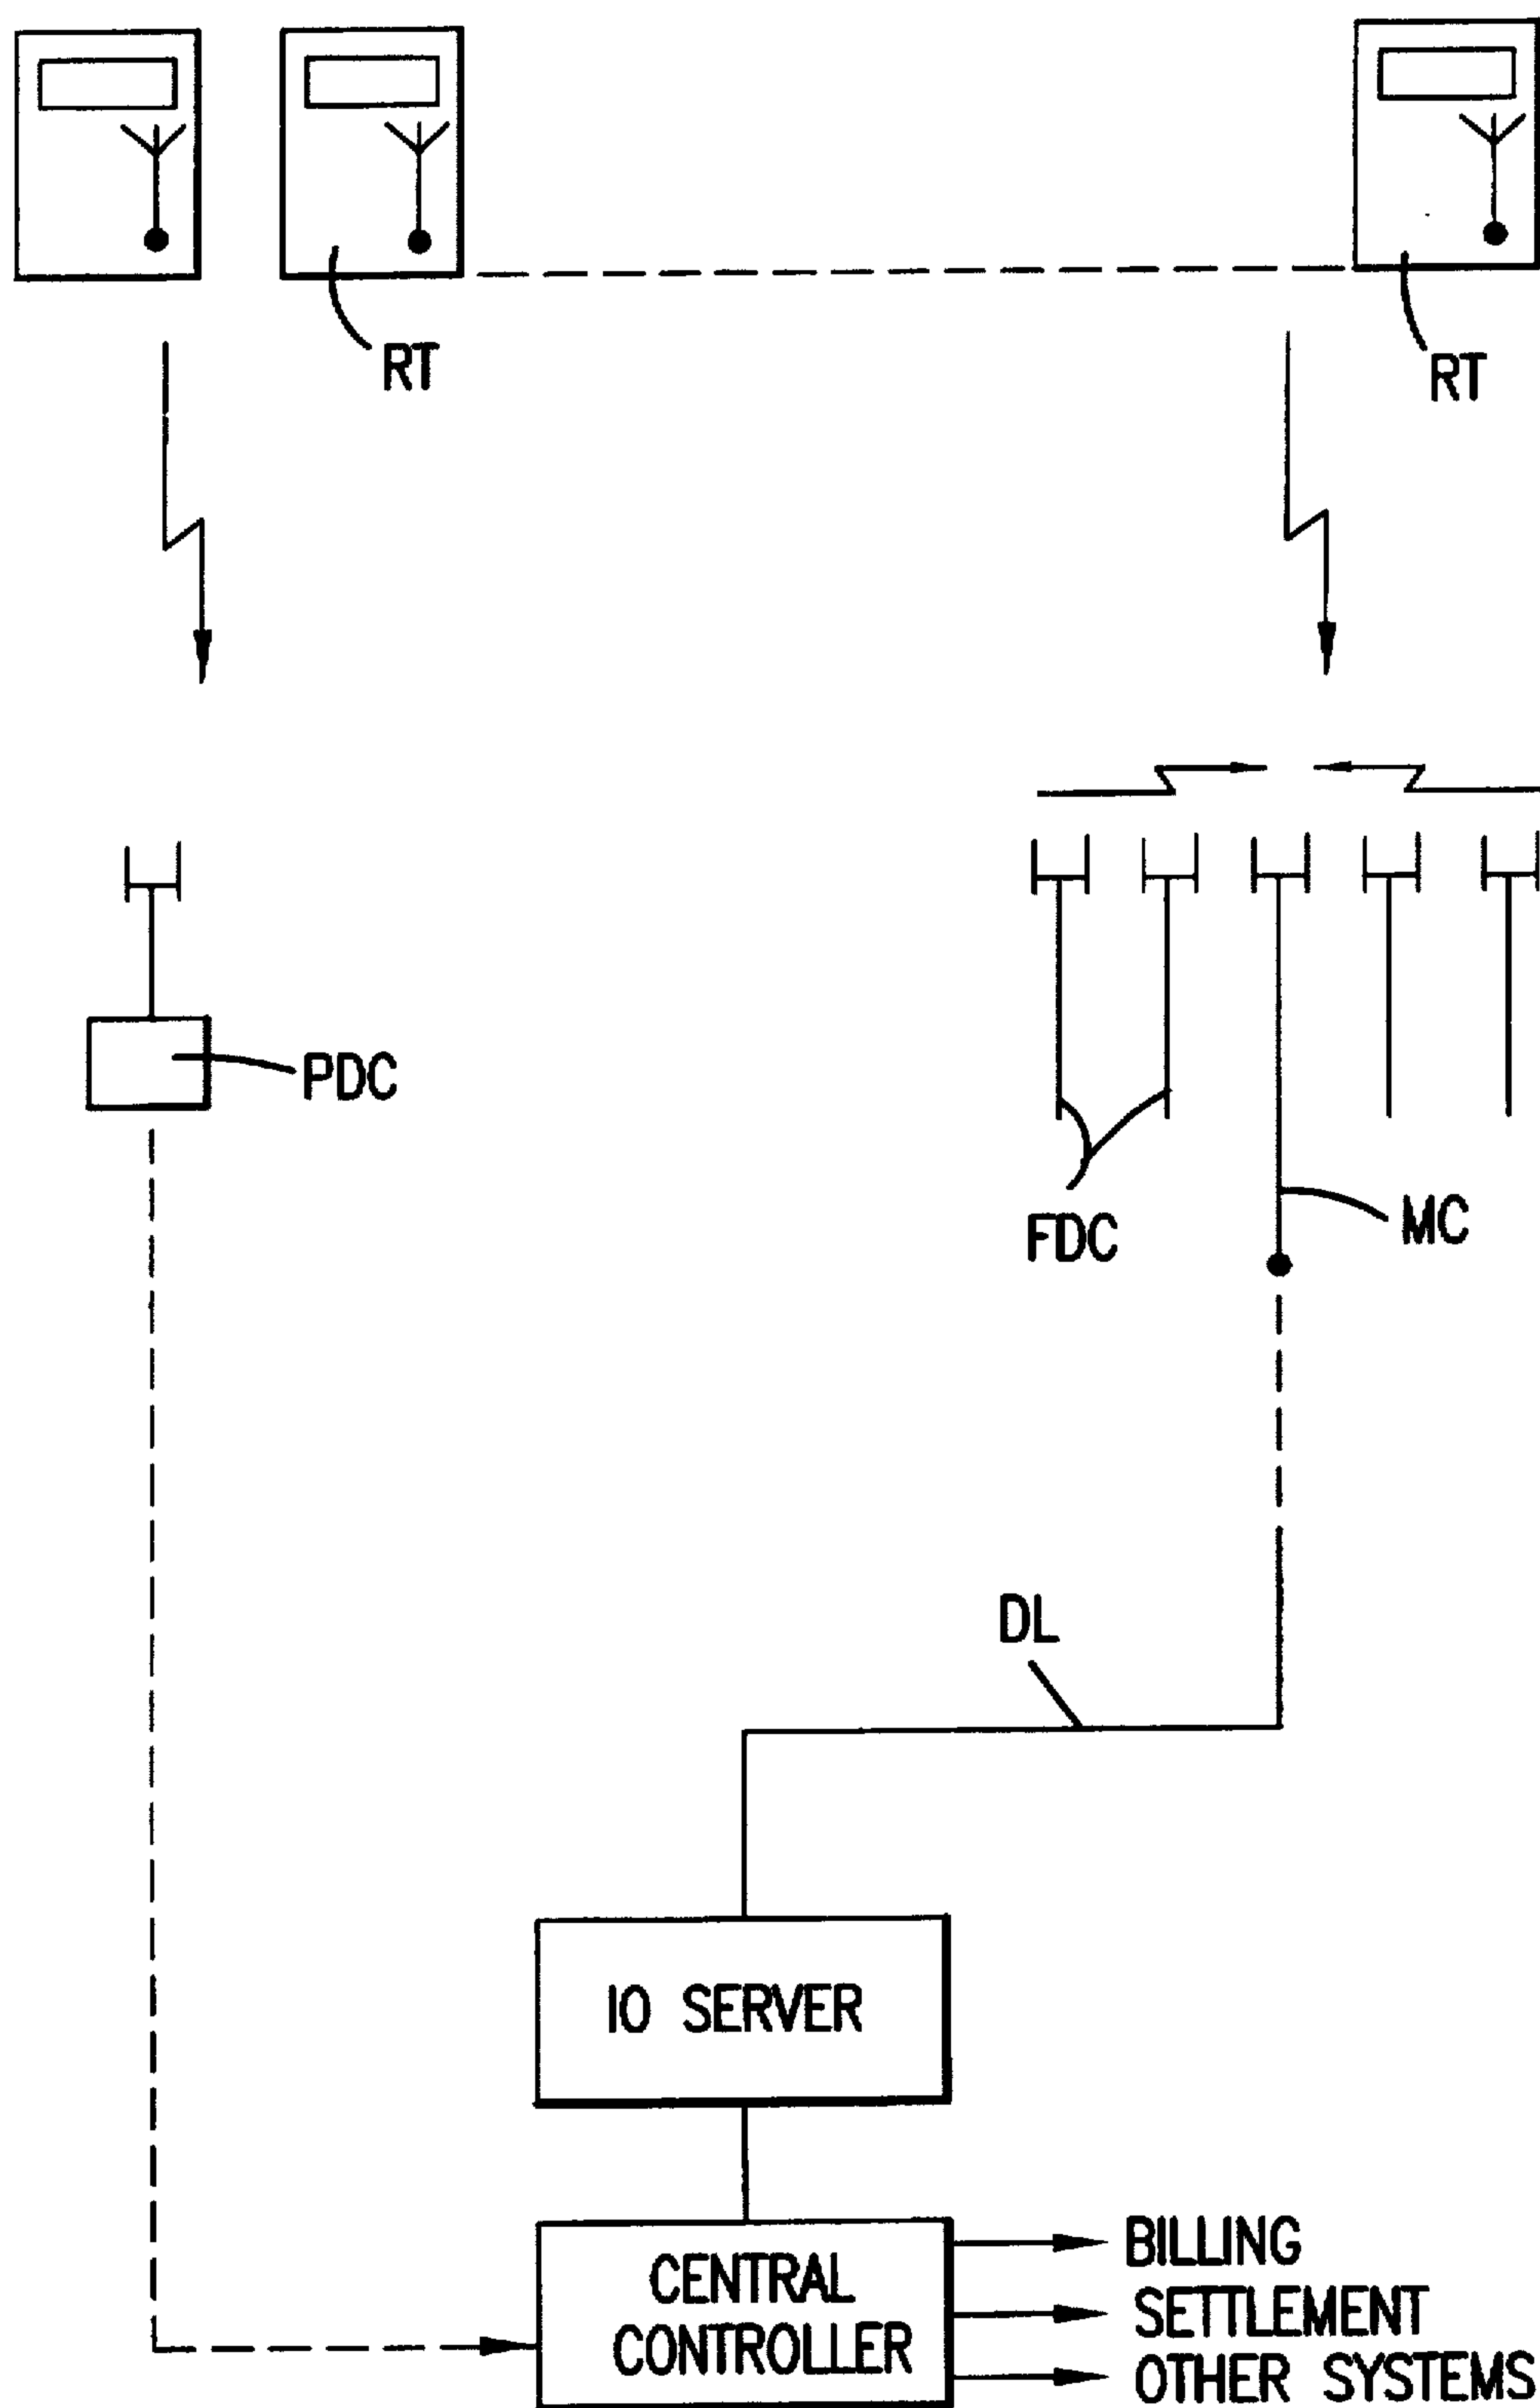 RT
RT
PDC
FDC
MC
DL
IO SERVER
CENTRAL
CONTROLLER
BILLING
SETTLEMENT
OTHER SYSTEMS